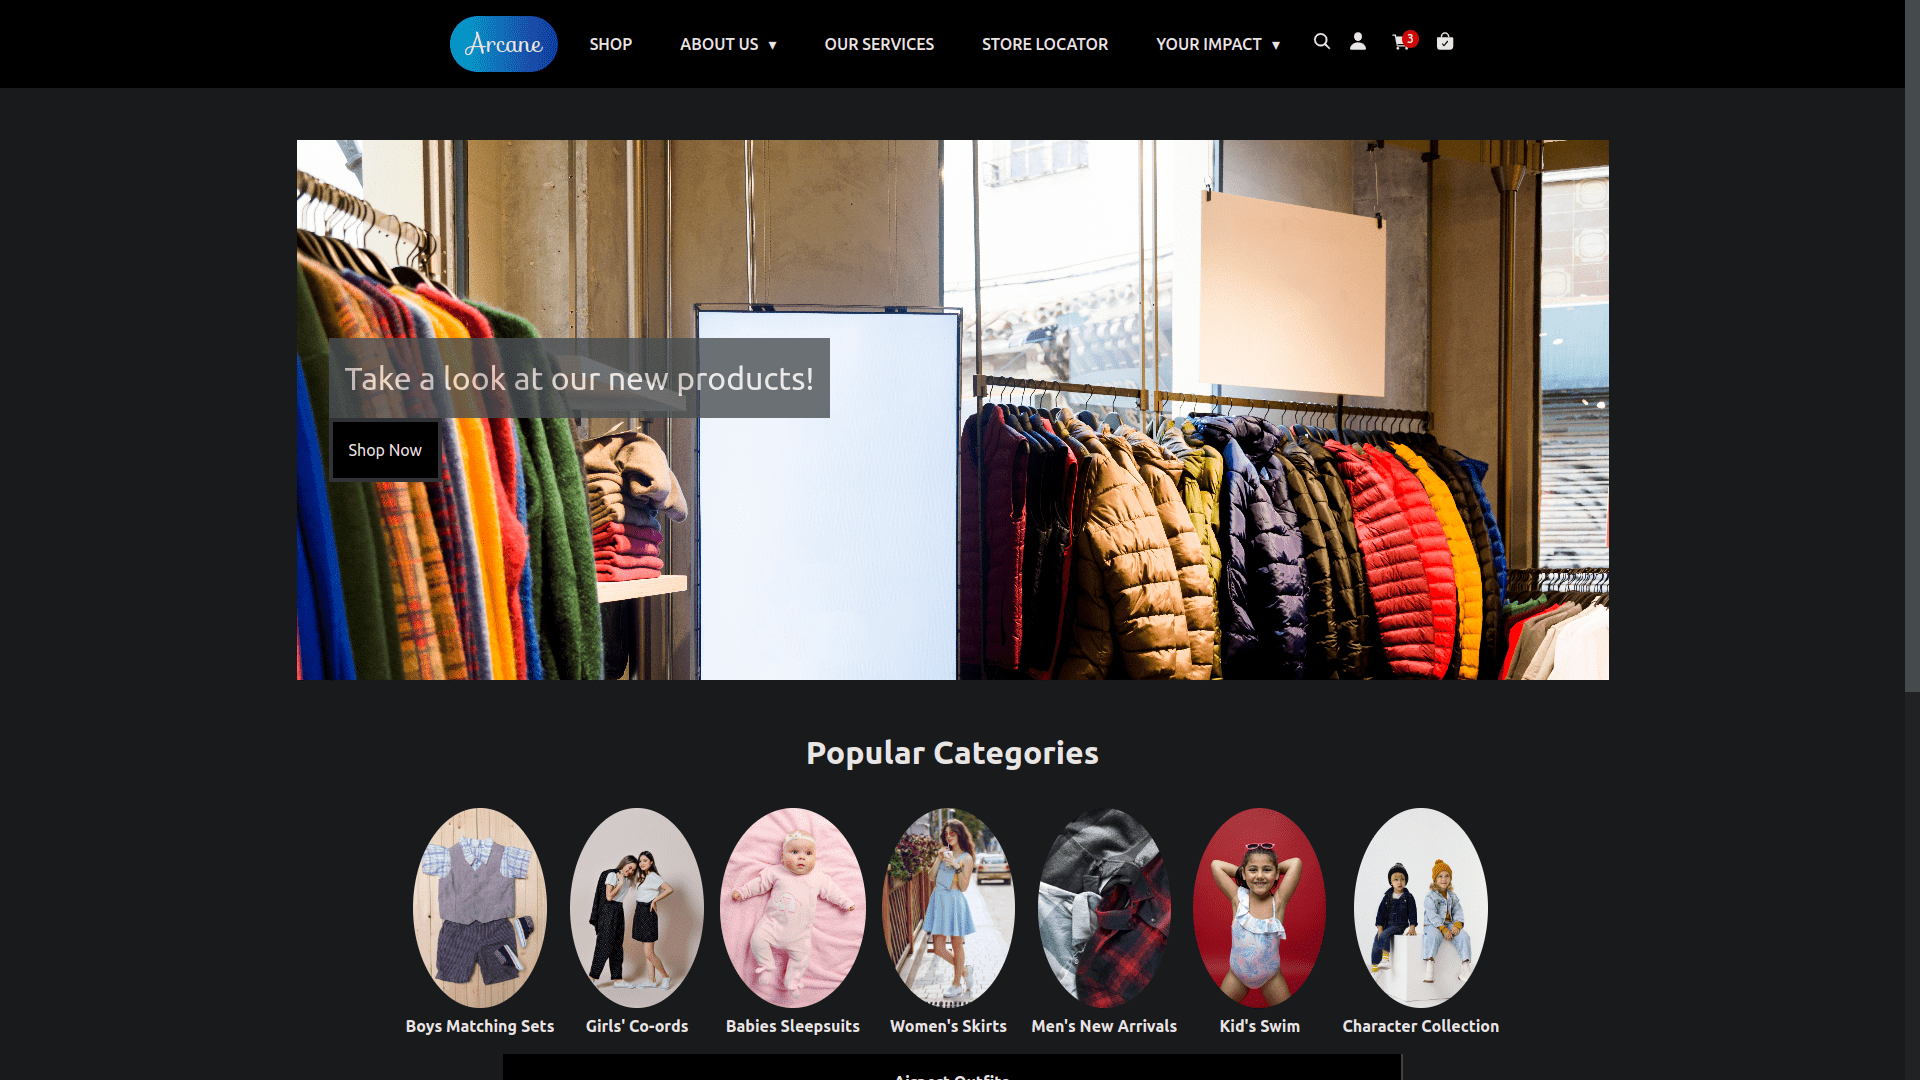 Arcane
SHOP
ABOUT US ▾
OUR SERVICES
STORE LOCATOR
YOUR IMPACT ▾
3
Take a look at our new products!
Shop Now
Popular Categories
Boys Matching Sets
Girls' Co-ords
Babies Sleepsuits
Women's Skirts
Men's New Arrivals
Kid's Swim
Character Collection